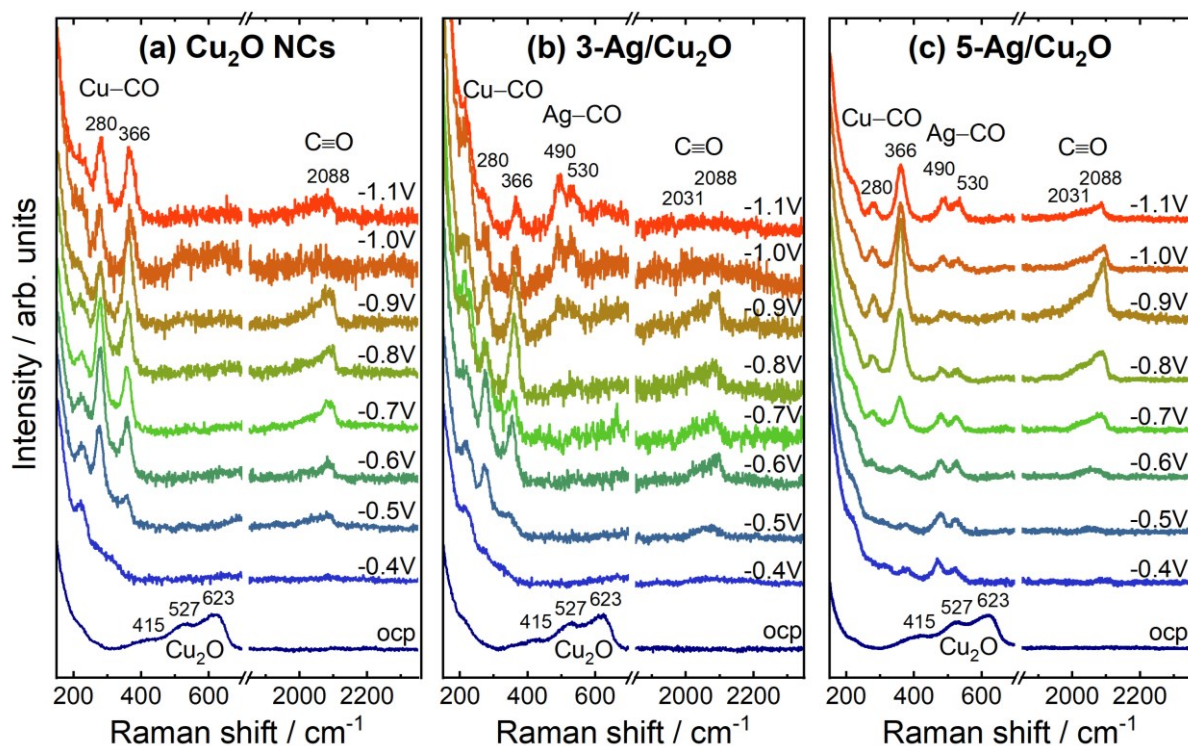 Intensity / arb. units
(a) Cu₂O NCs
Cu–CO
280
366
C≡O
2088
-1.1V
-1.0V
-0.9V
-0.8V
-0.7V
-0.6V
-0.5V
-0.4V
415
527
623
Cu₂O
ocp
200 400 600 2000 2200
Raman shift / cm⁻¹
(b) 3-Ag/Cu₂O
Cu–CO
Ag–CO
280
366
490
530
C≡O
2031
2088
-1.1V
-1.0V
-0.9V
-0.8V
-0.7V
-0.6V
-0.5V
-0.4V
415
527
623
Cu₂O
ocp
200 400 600 2000 2200
Raman shift / cm⁻¹
(c) 5-Ag/Cu₂O
Cu–CO
Ag–CO
366
280
490
530
C≡O
2031
2088
-1.1V
-1.0V
-0.9V
-0.8V
-0.7V
-0.6V
-0.5V
-0.4V
415
527
623
Cu₂O
ocp
200 400 600 2000 2200
Raman shift / cm⁻¹